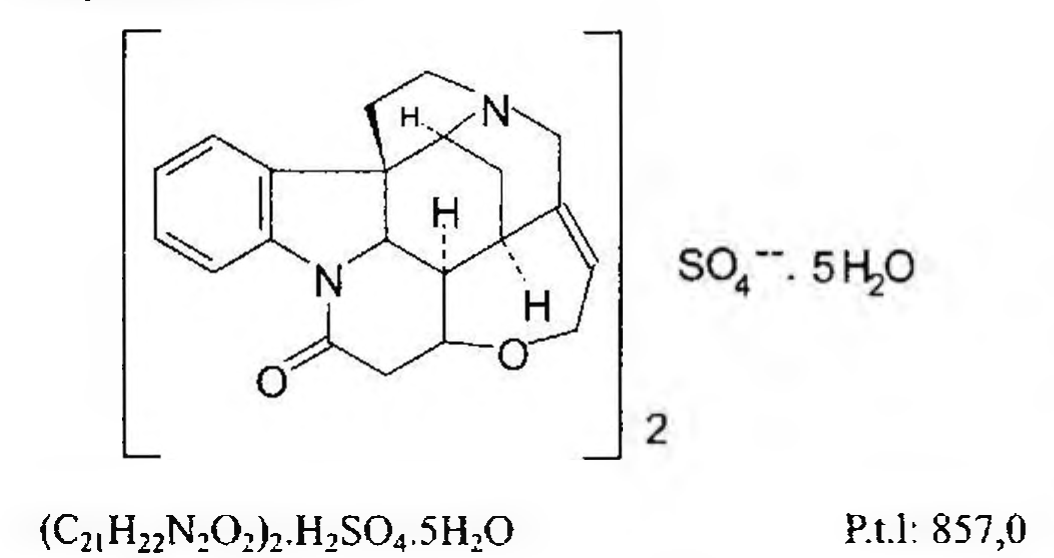 H
N
H
N
H
O
O
2
SO₄⁻⁻. 5H₂O
(C₂₁H₂₂N₂O₂)₂.H₂SO₄.5H₂O P.t.l: 857,0